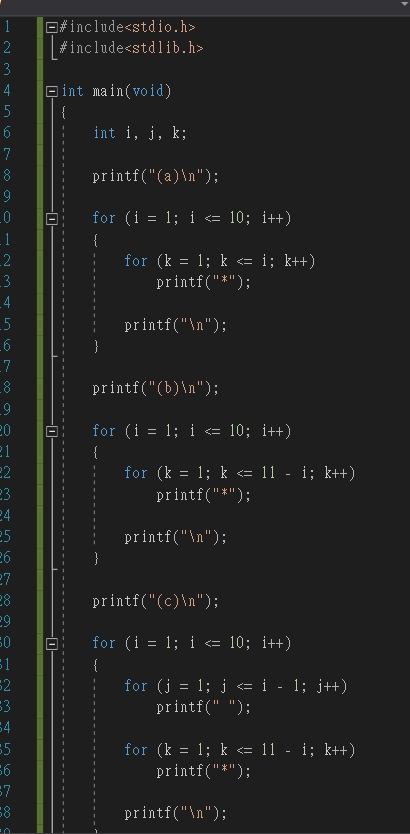 1 #include<stdio.h>
2 #include<stdlib.h>
3
4 int main(void)
5 {
6 int i, j, k;
7
8 printf("(a)\n");
9
10 for (i = 1; i <= 10; i++)
11 {
12 for (k = 1; k <= i; k++)
13 printf("*");
14
15 printf("\n");
16 }
17
18 printf("(b)\n");
19
20 for (i = 1; i <= 10; i++)
21 {
22 for (k = 1; k <= 11 - i; k++)
23 printf("*");
24
25 printf("\n");
26 }
27
28 printf("(c)\n");
29
30 for (i = 1; i <= 10; i++)
31 {
32 for (j = 1; j <= i - 1; j++)
33 printf(" ");
34
35 for (k = 1; k <= 11 - i; k++)
36 printf("*");
37
38 printf("\n");